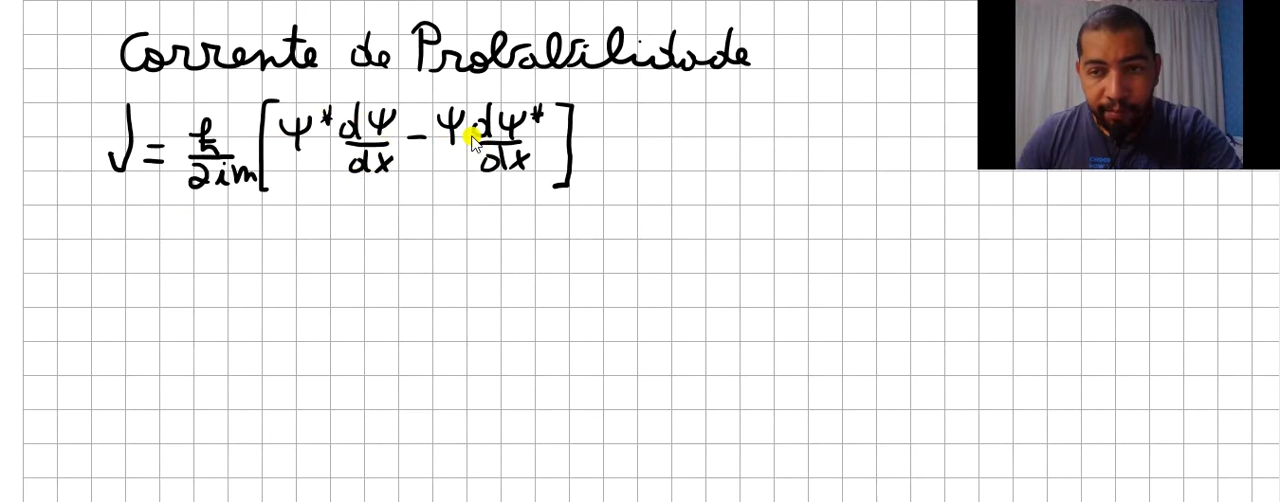 Corrente de Probabilidade
J = ħ/2im [ψ* dψ/dx - ψ dψ*/dx]